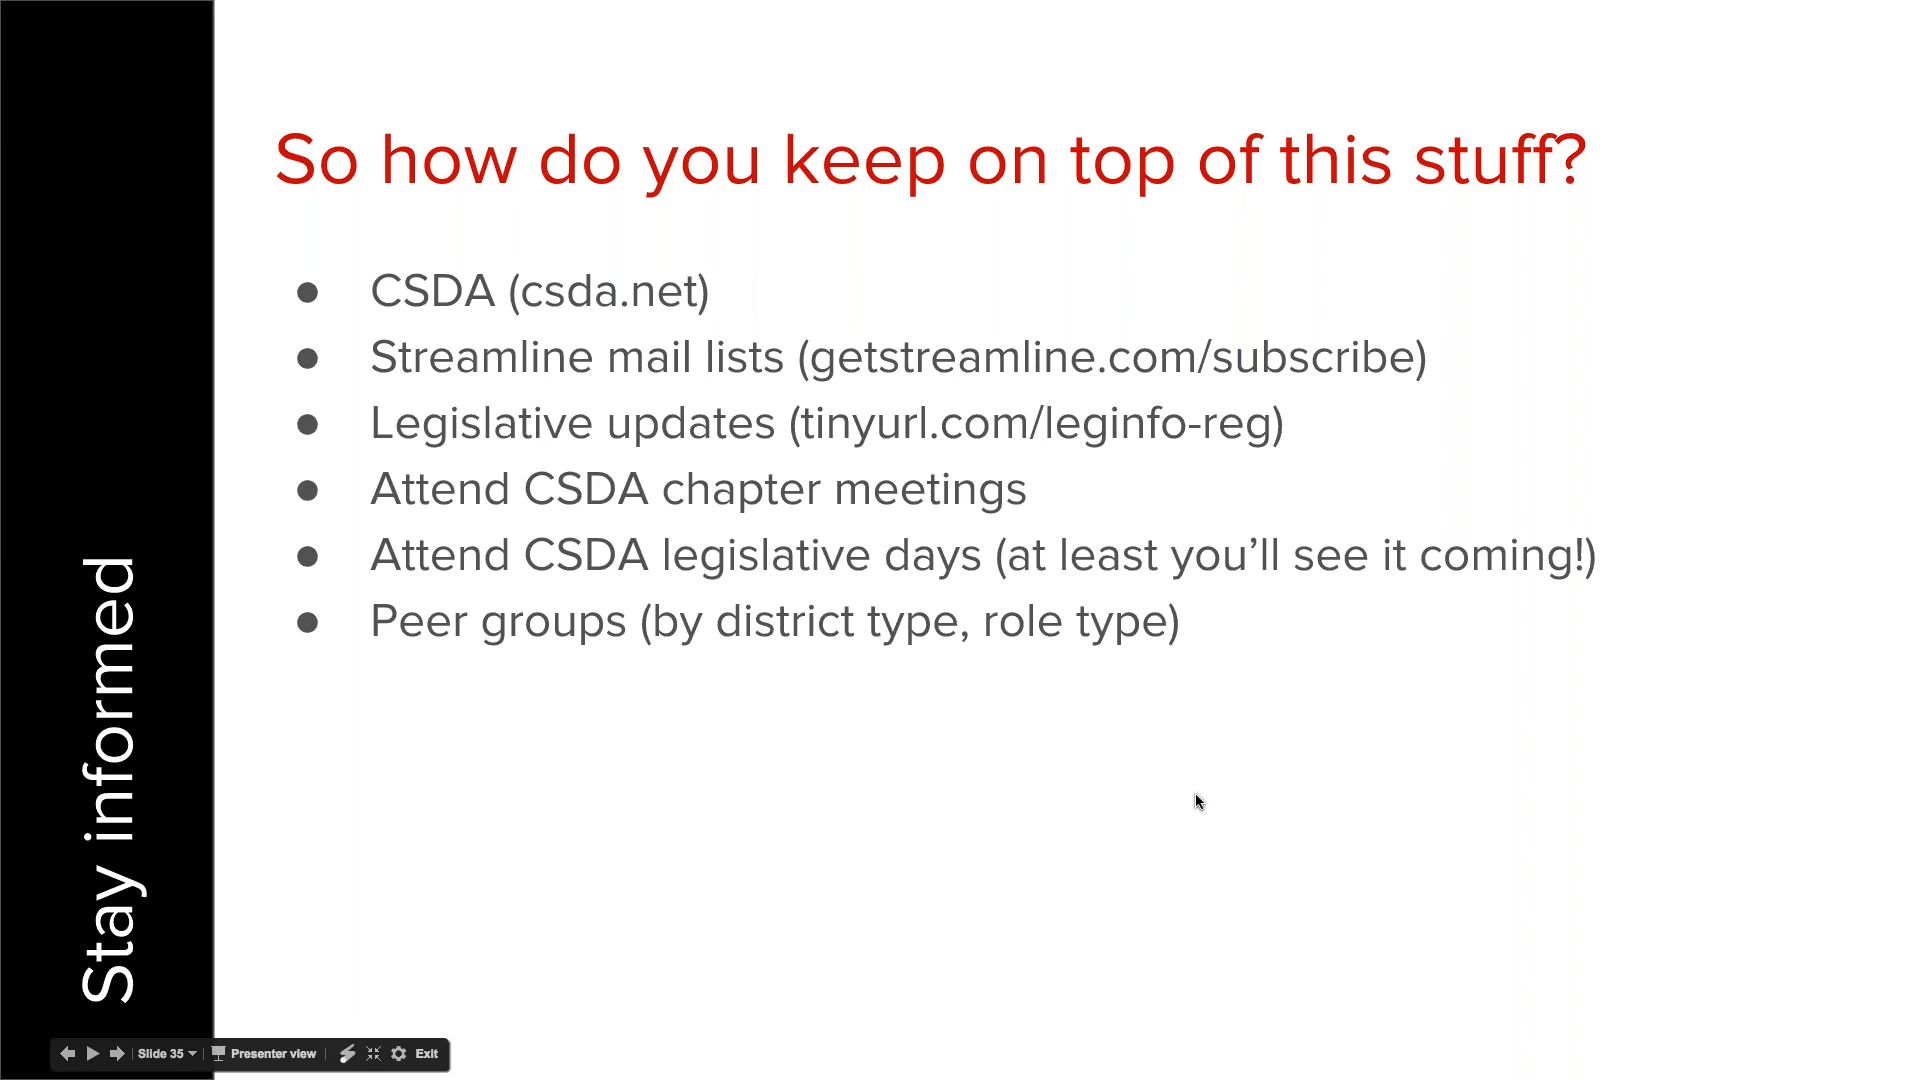 So how do you keep on top of this stuff?
● CSDA (csda.net)
● Streamline mail lists (getstreamline.com/subscribe)
● Legislative updates (tinyurl.com/leginfo-reg)
● Attend CSDA chapter meetings
● Attend CSDA legislative days (at least you’ll see it coming!)
● Peer groups (by district type, role type)
Stay informed
Slide 35 Presenter view Exit